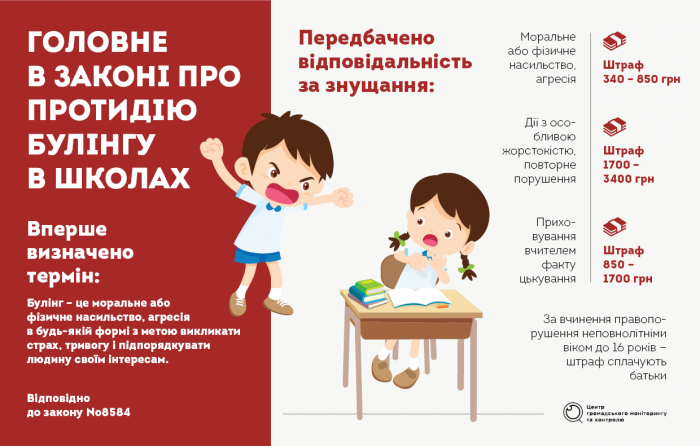 ГОЛОВНЕ
В ЗАКОНІ ПРО
ПРОТИДІЮ
БУЛІНГУ
В ШКОЛАХ
Вперше
визначено
термін:
Булінг – це моральне або
фізичне насильство, агресія
в будь-якій формі з метою викликати
страх, тривогу і підпорядкувати
людину своїм інтересам.
Відповідно
до закону No8584
Передбачено
відповідальність
за знущання:
Моральне
або фізичне
насильство,
агресія
Штраф
340 – 850 грн
Дії з осо-
бливою
жорстокістю,
повторне
порушення
Штраф
1700 –
3400 грн
Прихо-
вування
вчителем
факту
цькування
Штраф
850 –
1700 грн
За вчинення правопо-
рушення неповнолітніми
віком до 16 років –
штраф сплачують
батьки
Центр
громадського моніторингу
та контролю